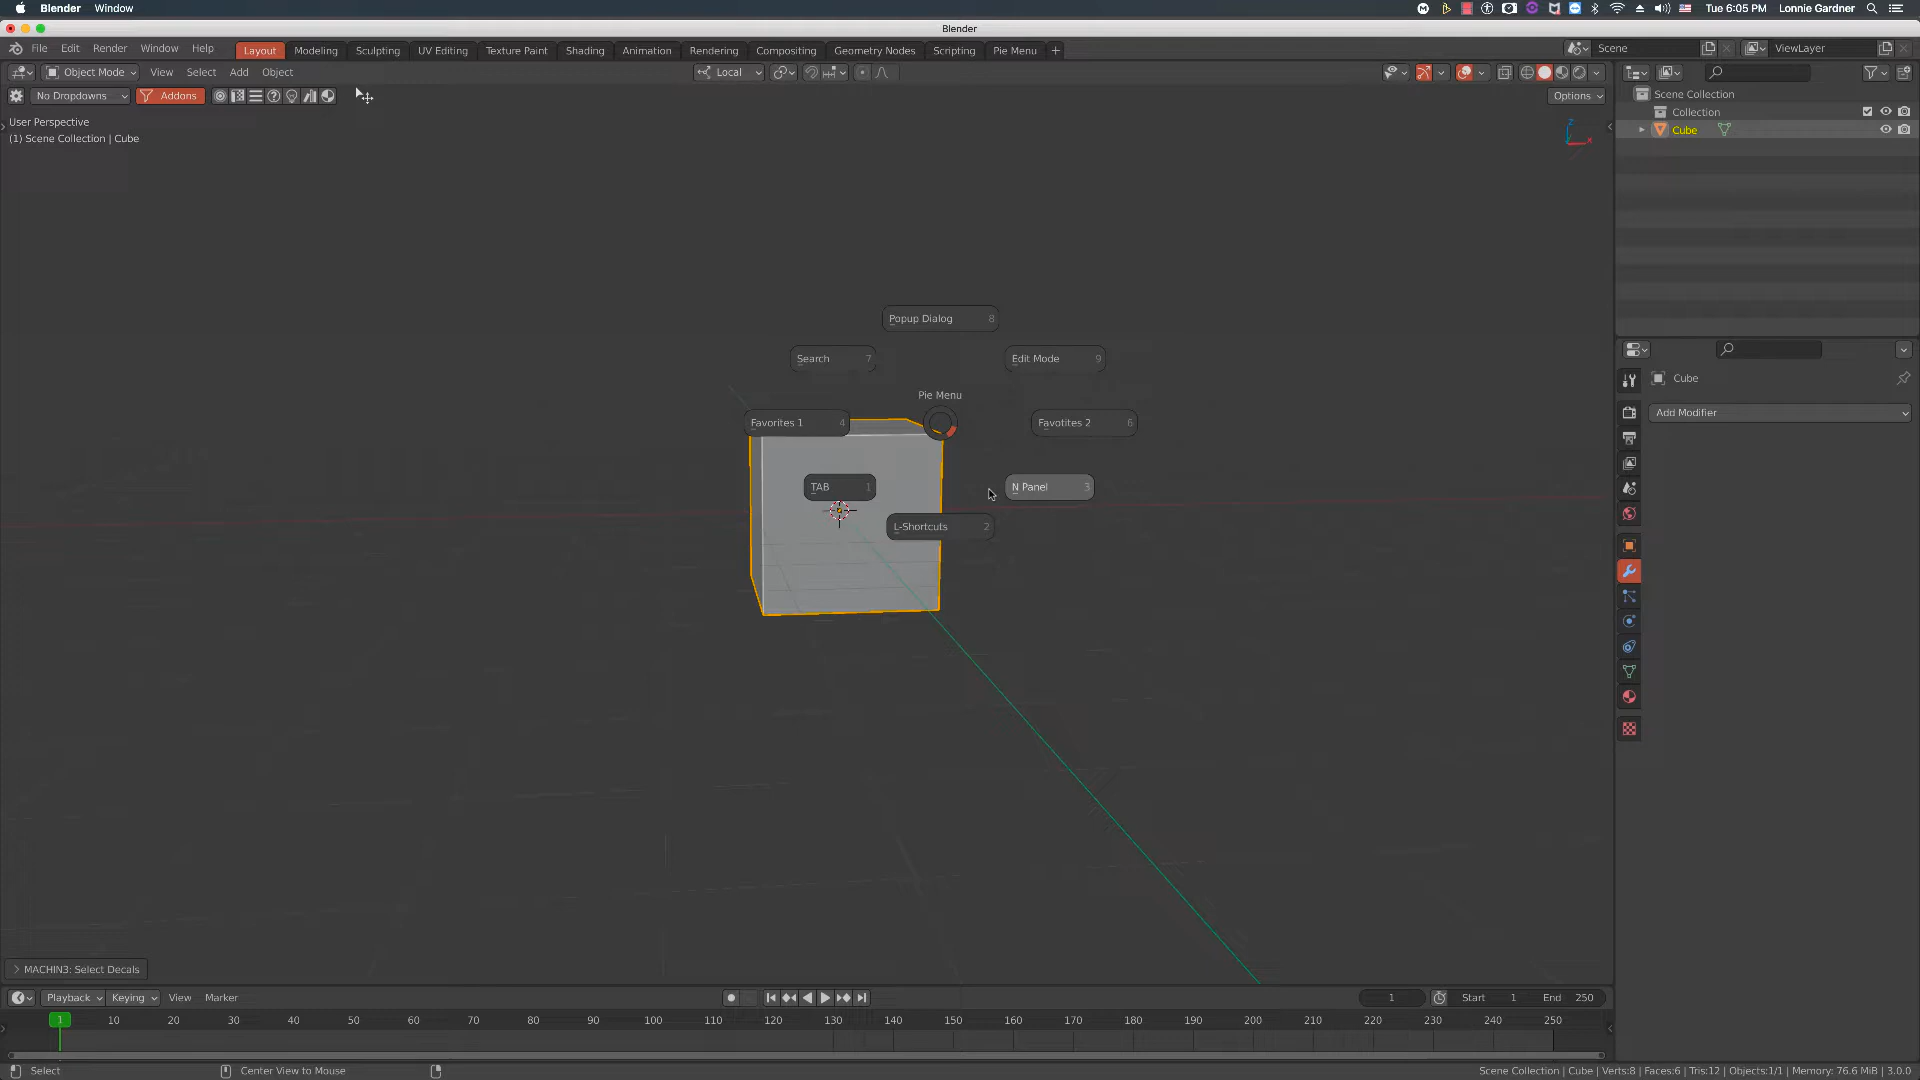 Blender Window
Tue 6:05 PM Lonnie Gardner
Blender
File Edit Render Window Help
Layout Modeling Sculpting UV Editing Texture Paint Shading Animation Rendering Compositing Geometry Nodes Scripting Pie Menu +
Scene
ViewLayer
Object Mode View Select Add Object
Local
No Dropdowns Addons
Options
User Perspective
(1) Scene Collection | Cube
Scene Collection
Collection
Cube
Popup Dialog 8
Search 7
Edit Mode 9
Pie Menu
Favorites 1 4
Favotites 2 6
TAB 1
N Panel 3
L-Shortcuts 2
Cube
Add Modifier
MACHIN3: Select Decals
Playback Keying View Marker
1
Start 1 End 250
1 10 20 30 40 50 60 70 80 90 100 110 120 130 140 150 160 170 180 190 200 210 220 230 240 250
Select
Center View to Mouse
Scene Collection | Cube | Verts:8 | Faces:6 | Tris:12 | Objects:1/1 | Memory: 76.6 MiB | 3.0.0